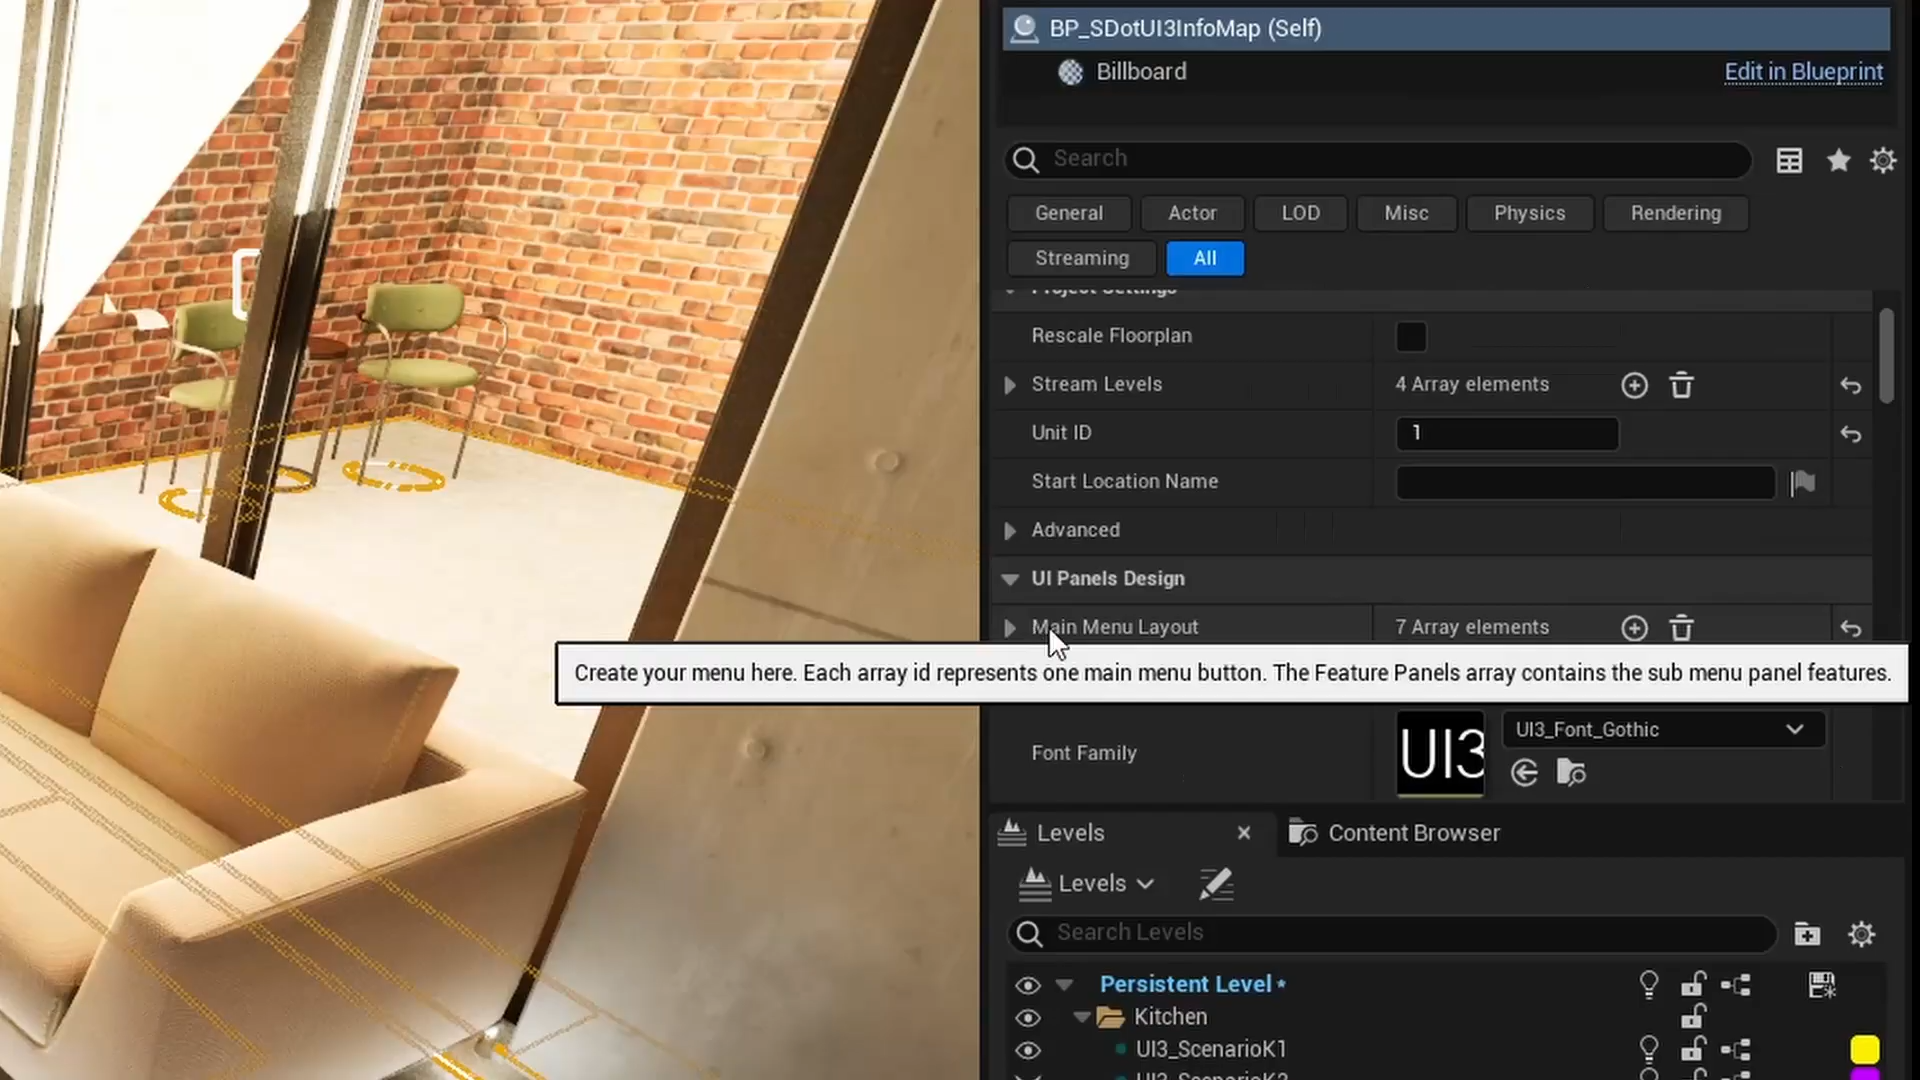 BP_SDotUI3InfoMap (Self)
Billboard
Edit in Blueprint
Search
General
Actor
LOD
Misc
Physics
Rendering
Streaming
All
Project Settings
Rescale Floorplan
Stream Levels
4 Array elements
Unit ID
1
Start Location Name
Advanced
UI Panels Design
Main Menu Layout
7 Array elements
Create your menu here. Each array id represents one main menu button. The Feature Panels array contains the sub menu panel features.
Font Family
UI3
UI3_Font_Gothic
Levels
Content Browser
Levels
Search Levels
Persistent Level *
Kitchen
UI3_ScenarioK1
UI3_ScenarioK2